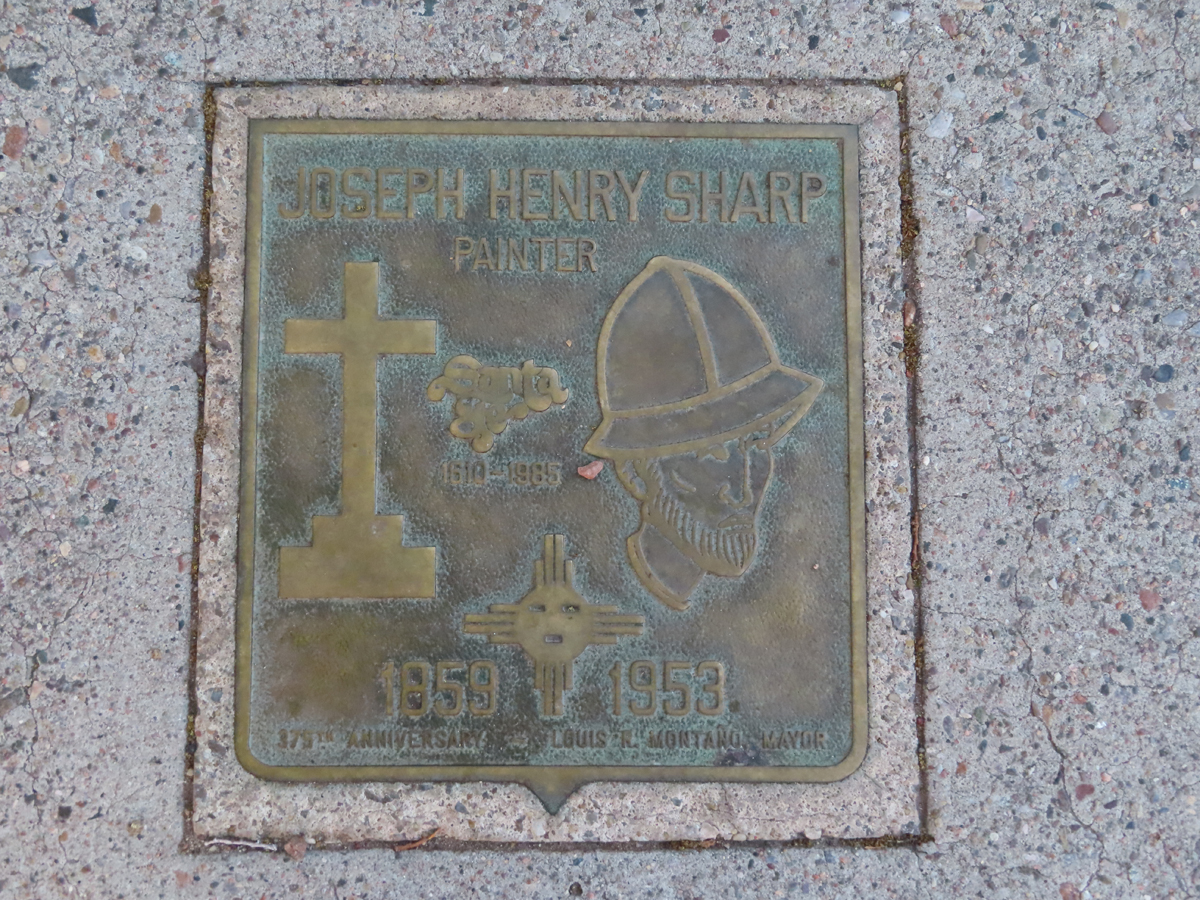 JOSEPH HENRY SHARP
PAINTER
Santa
Fe
1610-1985
1859 1953
375TH ANNIVERSARY LOUIS R. MONTANO, MAYOR